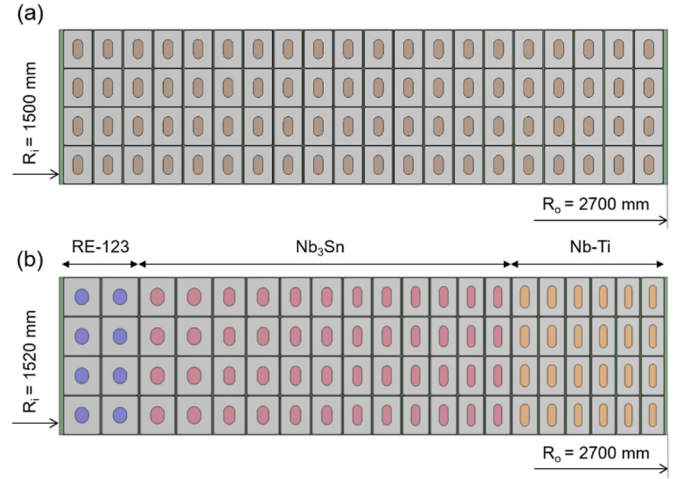 (a)
Rᵢ = 1500 mm
Rₒ = 2700 mm
RE-123 Nb₃Sn Nb-Ti
(b)
Rᵢ = 1520 mm
Rₒ = 2700 mm